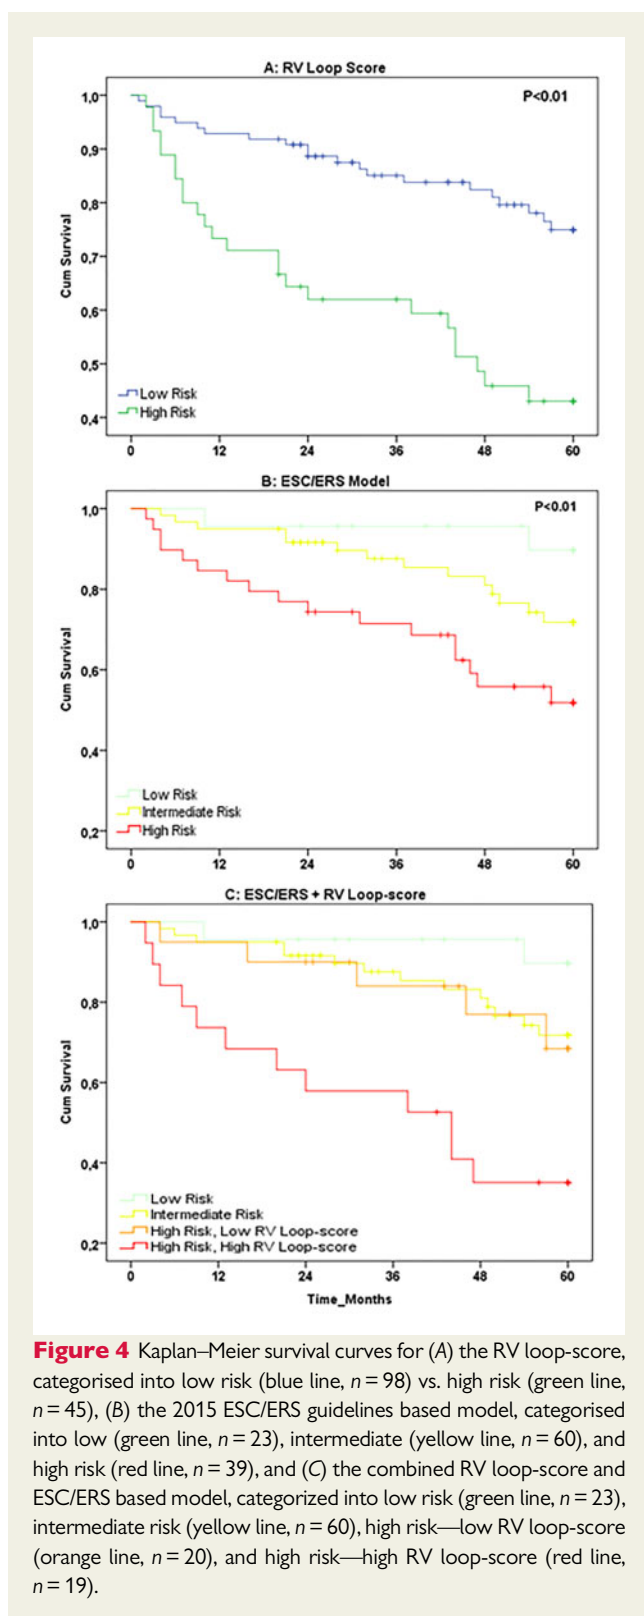 A: RV Loop Score
P<0.01
1,0
0,9
0,8
0,7
0,6
0,5
0,4
Cum Survival
Low Risk
High Risk
0 12 24 36 48 60
B: ESC/ERS Model
P<0.01
1,0
0,8
0,6
0,4
0,2
Cum Survival
Low Risk
Intermediate Risk
High Risk
0 12 24 36 48 60
C: ESC/ERS + RV Loop-score
1,0
0,8
0,6
0,4
0,2
Cum Survival
Low Risk
Intermediate Risk
High Risk, Low RV Loop-score
High Risk, High RV Loop-score
0 12 24 36 48 60
Time_Months
Figure 4 Kaplan–Meier survival curves for (A) the RV loop-score,
categorised into low risk (blue line, n = 98) vs. high risk (green line,
n = 45), (B) the 2015 ESC/ERS guidelines based model, categorised
into low (green line, n = 23), intermediate (yellow line, n = 60), and
high risk (red line, n = 39), and (C) the combined RV loop-score and
ESC/ERS based model, categorized into low risk (green line, n = 23),
intermediate risk (yellow line, n = 60), high risk—low RV loop-score
(orange line, n = 20), and high risk—high RV loop-score (red line,
n = 19).